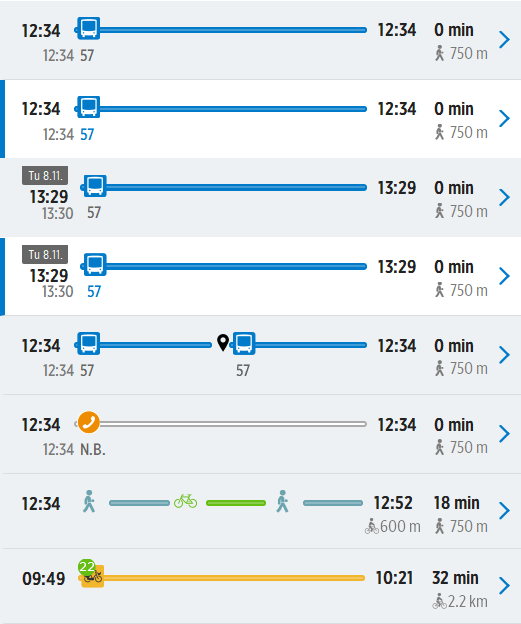 12:34 12:34 0 min
12:34 57 750 m
12:34 12:34 0 min
12:34 57 750 m
Tu 8.11.
13:29 13:29 0 min
13:30 57 750 m
Tu 8.11.
13:29 13:29 0 min
13:30 57 750 m
12:34 12:34 0 min
12:34 57 57 750 m
12:34 12:34 0 min
12:34 N.B. 750 m
12:34 12:52 18 min
600 m 750 m
22
09:49 10:21 32 min
2.2 km